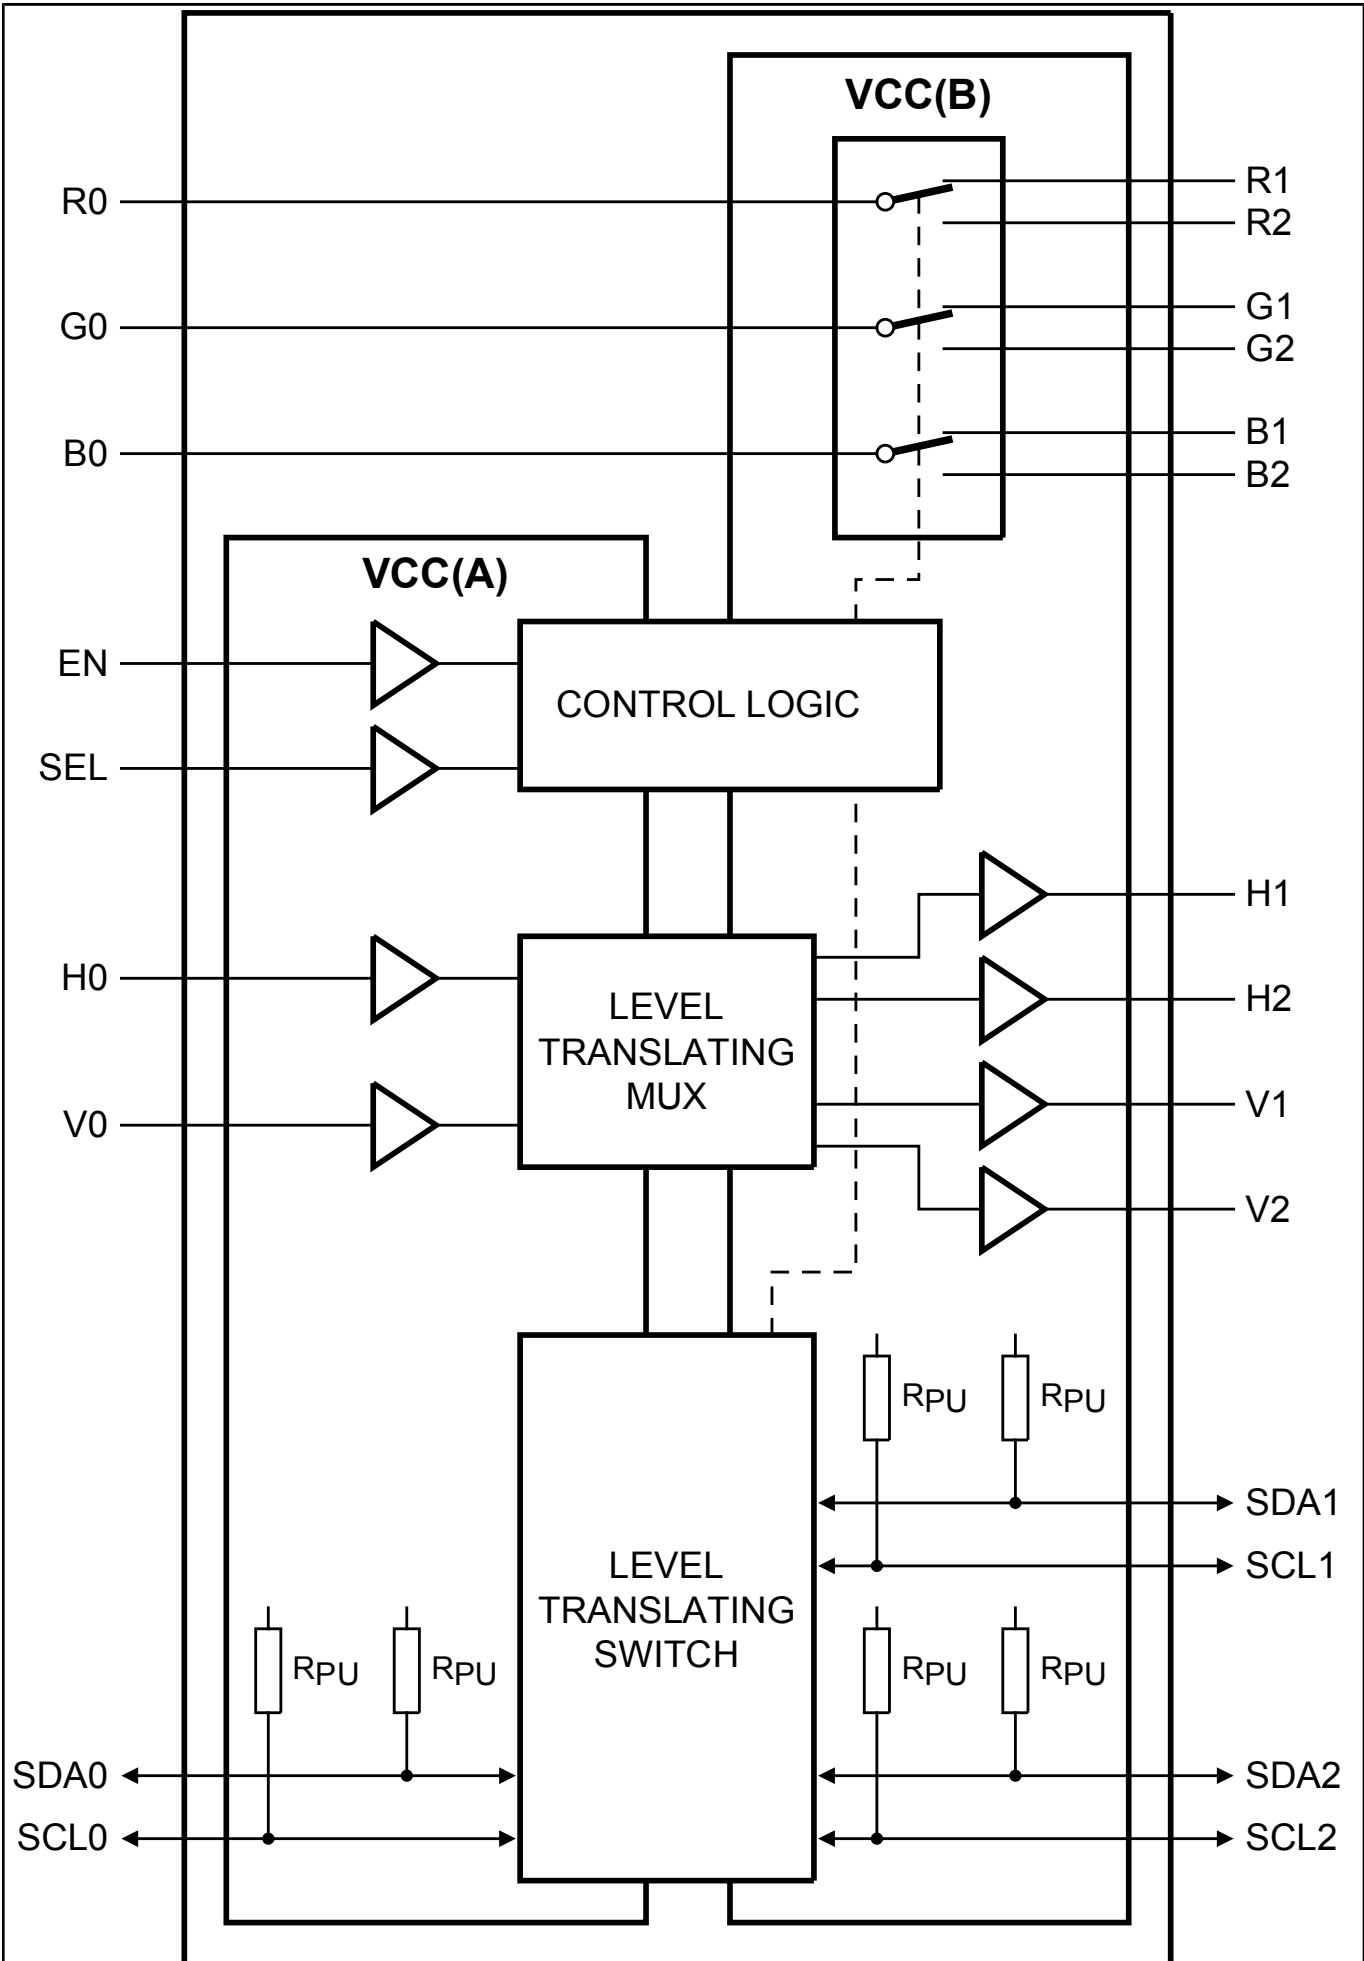 VCC(B)
R0
R1
R2
G0
G1
G2
B0
B1
B2
VCC(A)
EN
CONTROL LOGIC
SEL
H1
H0
H2
LEVEL
TRANSLATING
MUX
V0
V1
V2
RPU
RPU
SDA1
SCL1
LEVEL
TRANSLATING
SWITCH
RPU
RPU
RPU
RPU
SDA0
SDA2
SCL0
SCL2